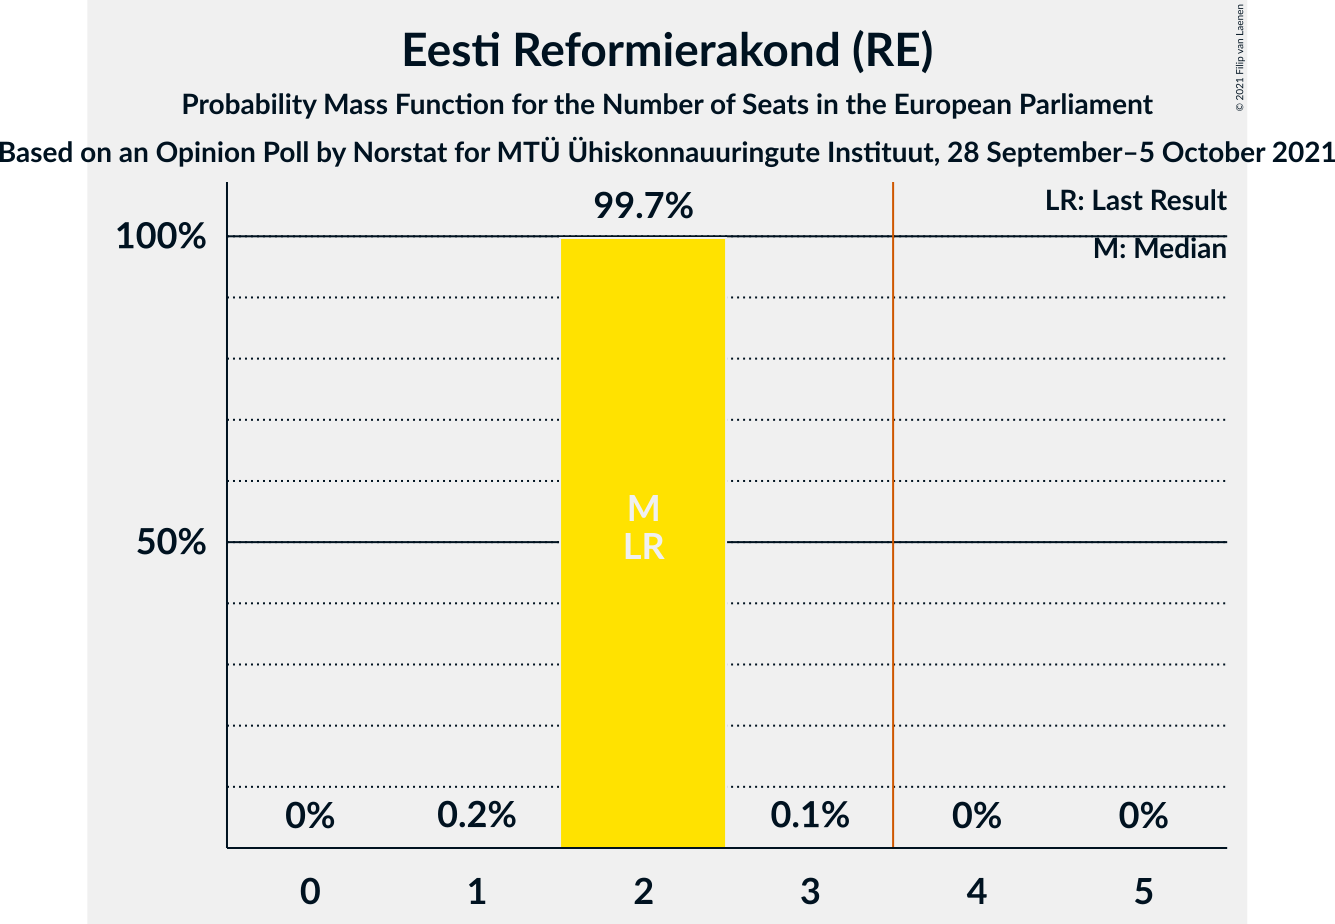 Eesti Reformierakond (RE)
Probability Mass Function for the Number of Seats in the European Parliament
Based on an Opinion Poll by Norstat for MTÜ Ühiskonnauuringute Instituut, 28 September–5 October 2021
© 2021 Filip van Laenen
LR: Last Result
M: Median
99.7%
100%
50%
M
LR
0%
0.2%
0.1%
0%
0%
0
1
2
3
4
5